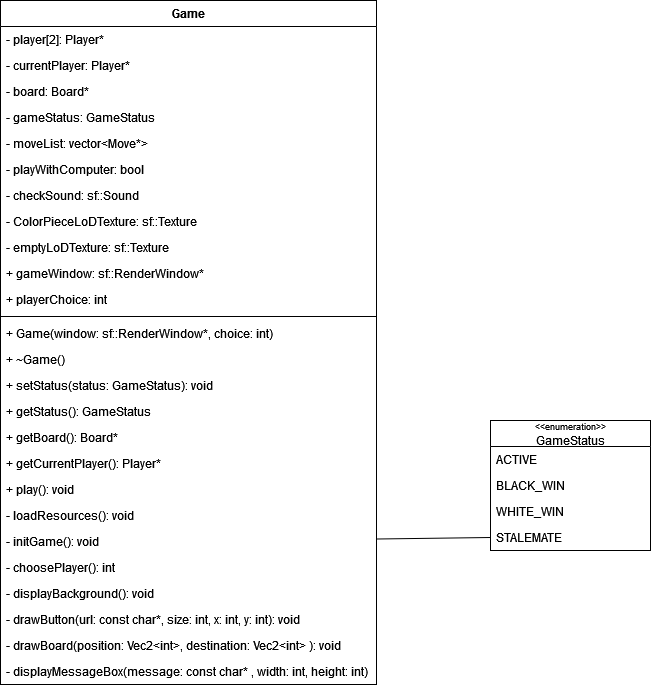 Game
- player[2]: Player*
- currentPlayer: Player*
- board: Board*
- gameStatus: GameStatus
- moveList: vector<Move*>
- playWithComputer: bool
- checkSound: sf::Sound
- ColorPieceLoDTexture: sf::Texture
- emptyLoDTexture: sf::Texture
+ gameWindow: sf::RenderWindow*
+ playerChoice: int
+ Game(window: sf::RenderWindow*, choice: int)
+ ~Game()
+ setStatus(status: GameStatus): void
+ getStatus(): GameStatus
+ getBoard(): Board*
+ getCurrentPlayer(): Player*
+ play(): void
- loadResources(): void
- initGame(): void
- choosePlayer(): int
- displayBackground(): void
- drawButton(url: const char*, size: int, x: int, y: int): void
- drawBoard(position: Vec2<int>, destination: Vec2<int> ): void
- displayMessageBox(message: const char* , width: int, height: int)
<<enumeration>>
GameStatus
ACTIVE
BLACK_WIN
WHITE_WIN
STALEMATE